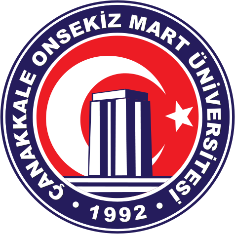 ÇANAKKALE ONSEKİZ MART ÜNİVERSİTESİ
• 1992 •